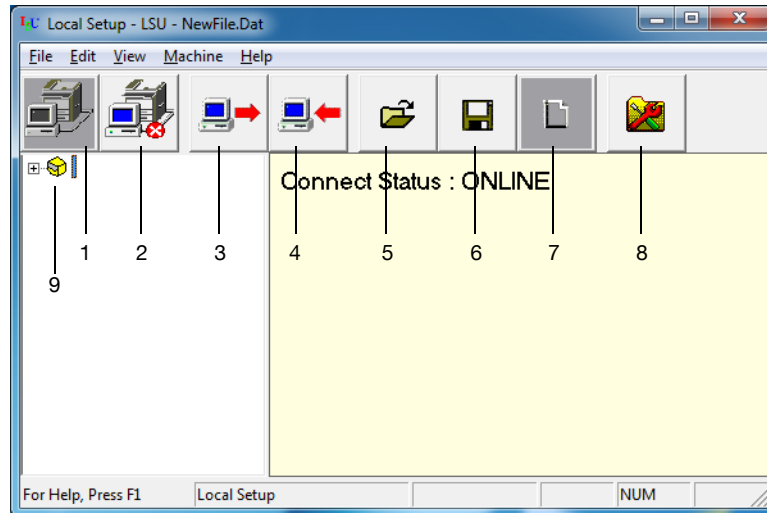 Local Setup - LSU - NewFile.Dat
File Edit View Machine Help
Connect Status : ONLINE
1 2 3 4 5 6 7 8
9
For Help, Press F1 Local Setup NUM